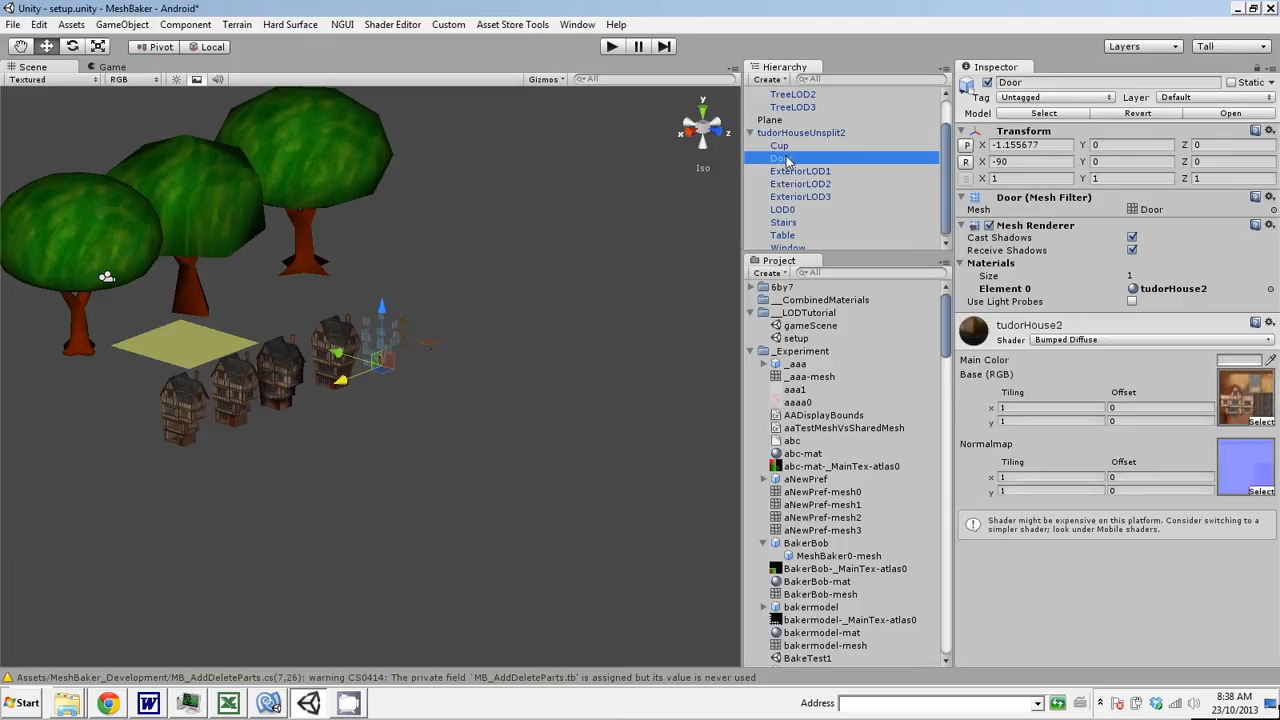 Unity - setup.unity - MeshBaker - Android*
File Edit Assets GameObject Component Terrain Hard Surface NGUI Shader Editor Custom Asset Store Tools Window Help
Pivot Local Layers Tall
Scene Game
Textured RGB Gizmos All
y
x
z
Iso
Hierarchy
Create All
TreeLOD2
TreeLOD3
Plane
tudorHouseUnsplit2
Cup
ExteriorLOD1
ExteriorLOD2
ExteriorLOD3
LOD0
Stairs
Table
Window
Project
Create All
6by7
__CombinedMaterials
__LODTutorial
gameScene
setup
_Experiment
_aaa
_aaa-mesh
aaa1
aaaa0
AADisplayBounds
aaTestMeshVsSharedMesh
abc
abc-mat
abc-mat-_MainTex-atlas0
aNewPref
aNewPref-mesh0
aNewPref-mesh1
aNewPref-mesh2
aNewPref-mesh3
BakerBob
MeshBaker0-mesh
BakerBob-_MainTex-atlas0
BakerBob-mat
BakerBob-mesh
bakermodel
bakermodel-_MainTex-atlas0
bakermodel-mat
bakermodel-mesh
BakeTest1
Inspector
Door Static
Tag Untagged Layer Default
Model Select Revert Open
Transform
P X -1.155677 Y 0 Z 0
R X -90 Y 0 Z 0
S X 1 Y 1 Z 1
Door (Mesh Filter)
Mesh Door
Mesh Renderer
Cast Shadows
Receive Shadows
Materials
Size 1
Element 0 tudorHouse2
Use Light Probes
tudorHouse2
Shader Bumped Diffuse
Main Color
Base (RGB)
Tiling Offset
x 1 0
y 1 0
Select
Normalmap
Tiling Offset
x 1 0
y 1 0
Select
Shader might be expensive on this platform. Consider switching to a
simpler shader; look under Mobile shaders.
Assets/MeshBaker_Development/MB_AddDeleteParts.cs(7,26): warning CS0414: The private field `MB_AddDeleteParts.tb' is assigned but its value is never used
Start Address 8:38 AM
23/10/2013